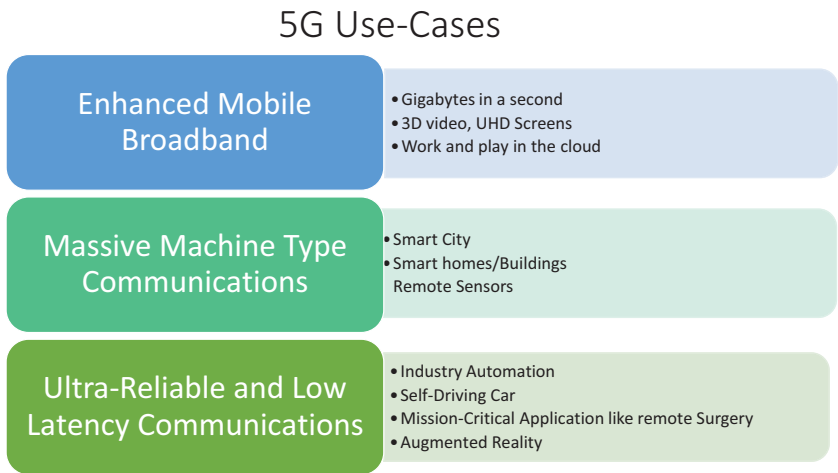 5G Use-Cases
Enhanced Mobile
Broadband
• Gigabytes in a second
• 3D video, UHD Screens
• Work and play in the cloud
Massive Machine Type
Communications
• Smart City
• Smart homes/Buildings
Remote Sensors
Ultra-Reliable and Low
Latency Communications
• Industry Automation
• Self-Driving Car
• Mission-Critical Application like remote Surgery
• Augmented Reality